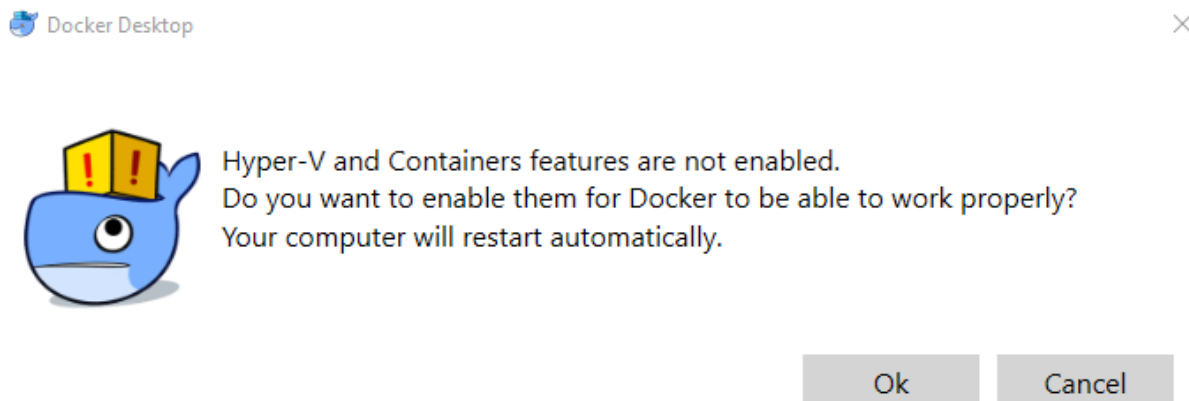 Docker Desktop
Hyper-V and Containers features are not enabled.
Do you want to enable them for Docker to be able to work properly?
Your computer will restart automatically.
! !
Ok Cancel